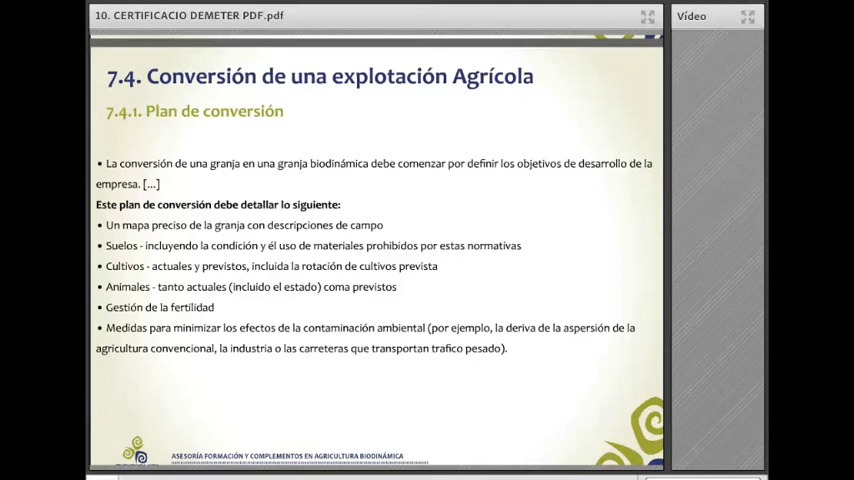 10. CERTIFICACIO DEMETER PDF.pdf
Vídeo
7.4. Conversión de una explotación Agrícola
7.4.1. Plan de conversión
• La conversión de una granja en una granja biodinámica debe comenzar por definir los objetivos de desarrollo de la
empresa. [...]
Este plan de conversión debe detallar lo siguiente:
• Un mapa preciso de la granja con descripciones de campo
• Suelos - incluyendo la condición y él uso de materiales prohibidos por estas normativas
• Cultivos - actuales y previstos, incluida la rotación de cultivos prevista
• Animales - tanto actuales (incluido el estado) coma previstos
• Gestión de la fertilidad
• Medidas para minimizar los efectos de la contaminación ambiental (por ejemplo, la deriva de la aspersión de la
agricultura convencional, la industria o las carreteras que transportan trafico pesado).
ASESORÍA FORMACIÓN Y COMPLEMENTOS EN AGRICULTURA BIODINÁMICA